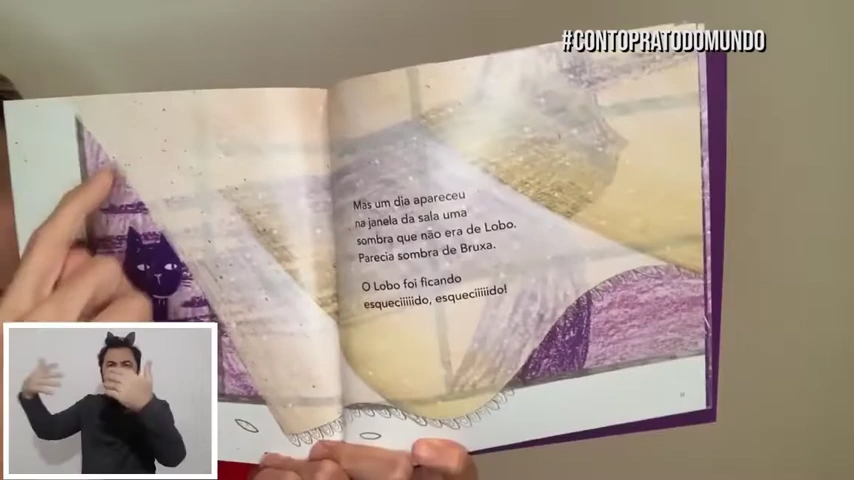 #CONTOPRATODOMUNDO
Mas um dia apareceu
na janela da sala uma
sombra que não era de Lobo.
Parecia sombra de Bruxa.
O Lobo foi ficando
esqueciiiiido, esqueciiiiido!